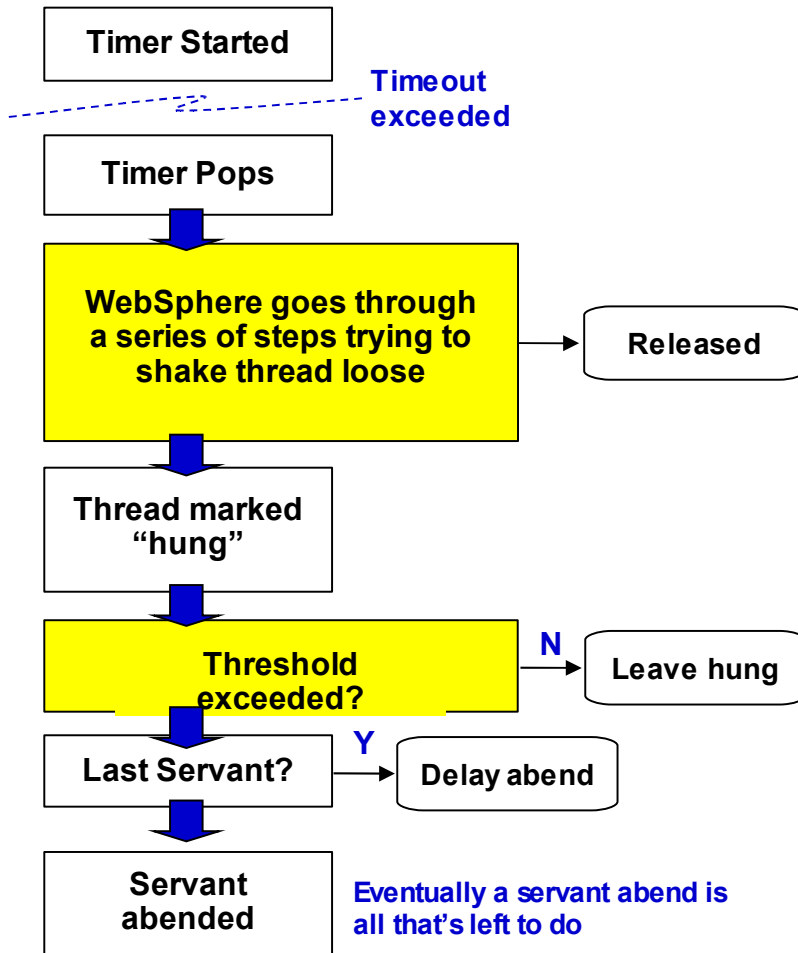 Timer Started
Timeout
exceeded
Timer Pops
WebSphere goes through
a series of steps trying to
shake thread loose
Released
Thread marked
“hung”
Threshold
exceeded?
N
Leave hung
Last Servant?
Y
Delay abend
Servant
abended
Eventually a servant abend is
all that’s left to do